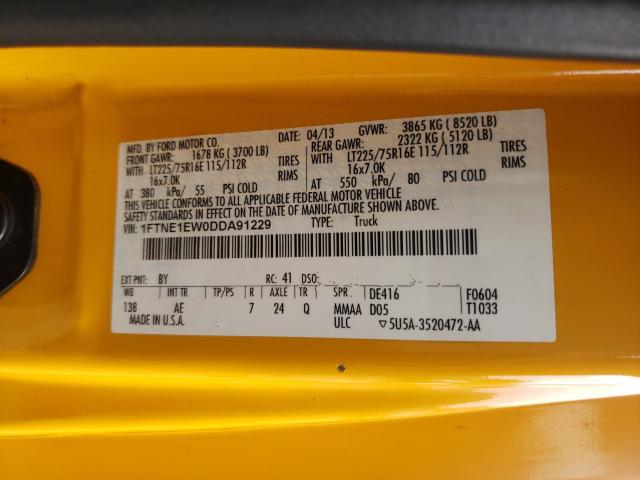 MFD. BY FORD MOTOR CO. DATE: 04/13 GVWR: 3865 KG ( 8520 LB)
FRONT GAWR: 1678 KG ( 3700 LB) REAR GAWR: 2322 KG ( 5120 LB)
WITH LT225/75R16E 115/112R TIRES WITH LT225/75R16E 115/112R TIRES
16x7.0K RIMS 16x7.0K RIMS
AT 380 kPa/ 55 PSI COLD AT 550 kPa/ 80 PSI COLD
THIS VEHICLE CONFORMS TO ALL APPLICABLE FEDERAL MOTOR VEHICLE
SAFETY STANDARDS IN EFFECT ON THE DATE OF MANUFACTURE SHOWN ABOVE.
VIN: 1FTNE1EW0DDA91229 TYPE: Truck
EXT PNT: BY RC: 41 DSO:
WB INT TR TP/PS R AXLE TR SPR DE416 F0604
138 AE 7 24 Q MMAA D05 T1033
MADE IN U.S.A. ULC ▽5U5A-3520472-AA